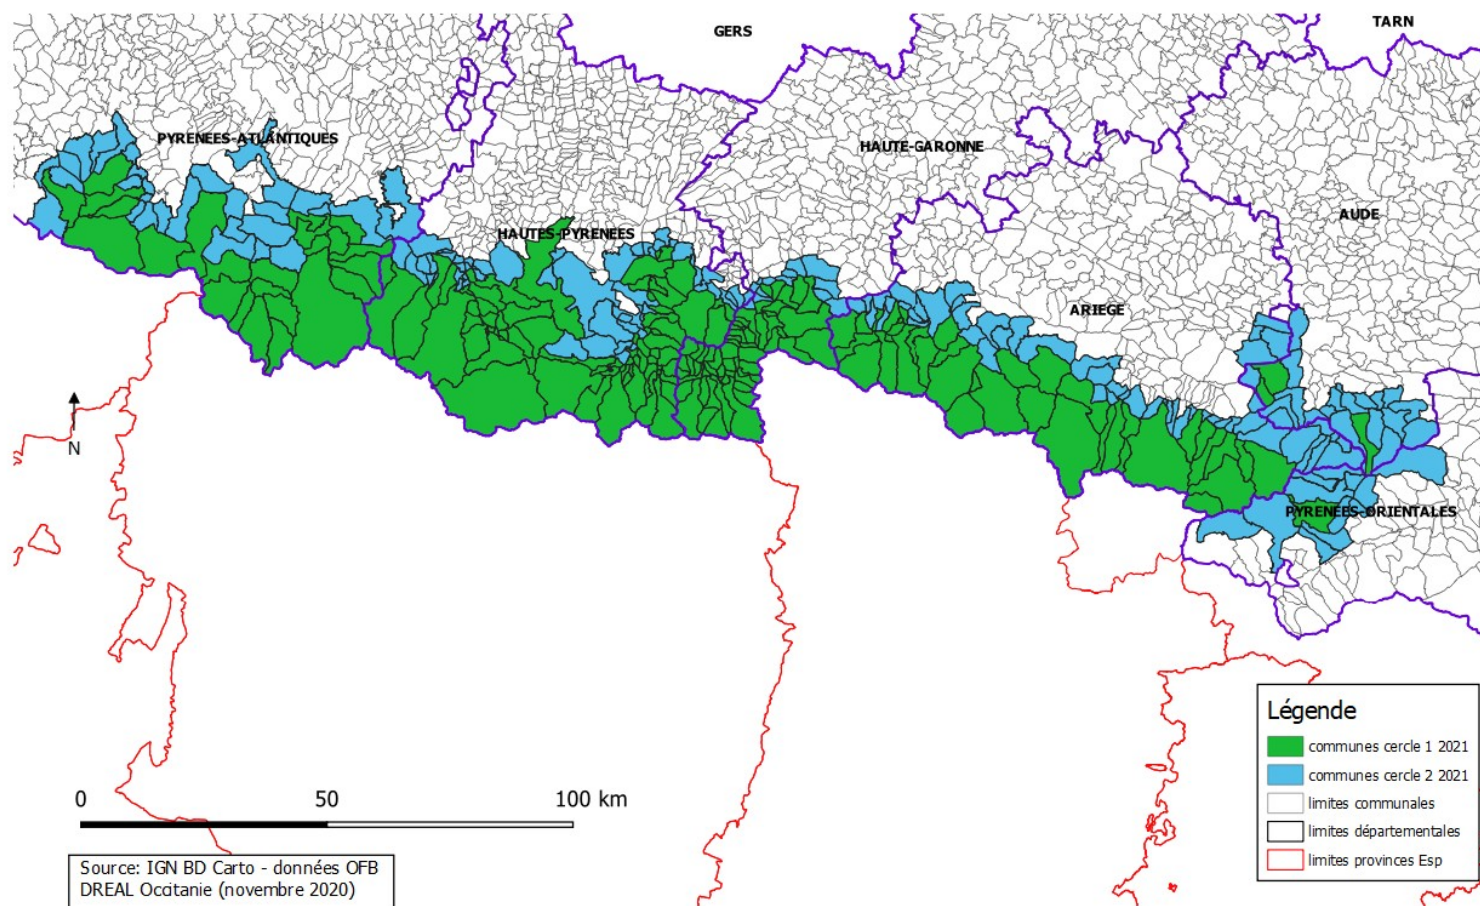 GERS
TARN
PYRENEES-ATLANTIQUES
HAUTE-GARONNE
AUDE
HAUTES-PYRENEES
ARIEGE
N
PYRENEES-ORIENTALES
Légende
communes cercle 1 2021
communes cercle 2 2021
limites communales
limites départementales
limites provinces Esp
0 50 100 km
Source: IGN BD Carto - données OFB
DREAL Occitanie (novembre 2020)